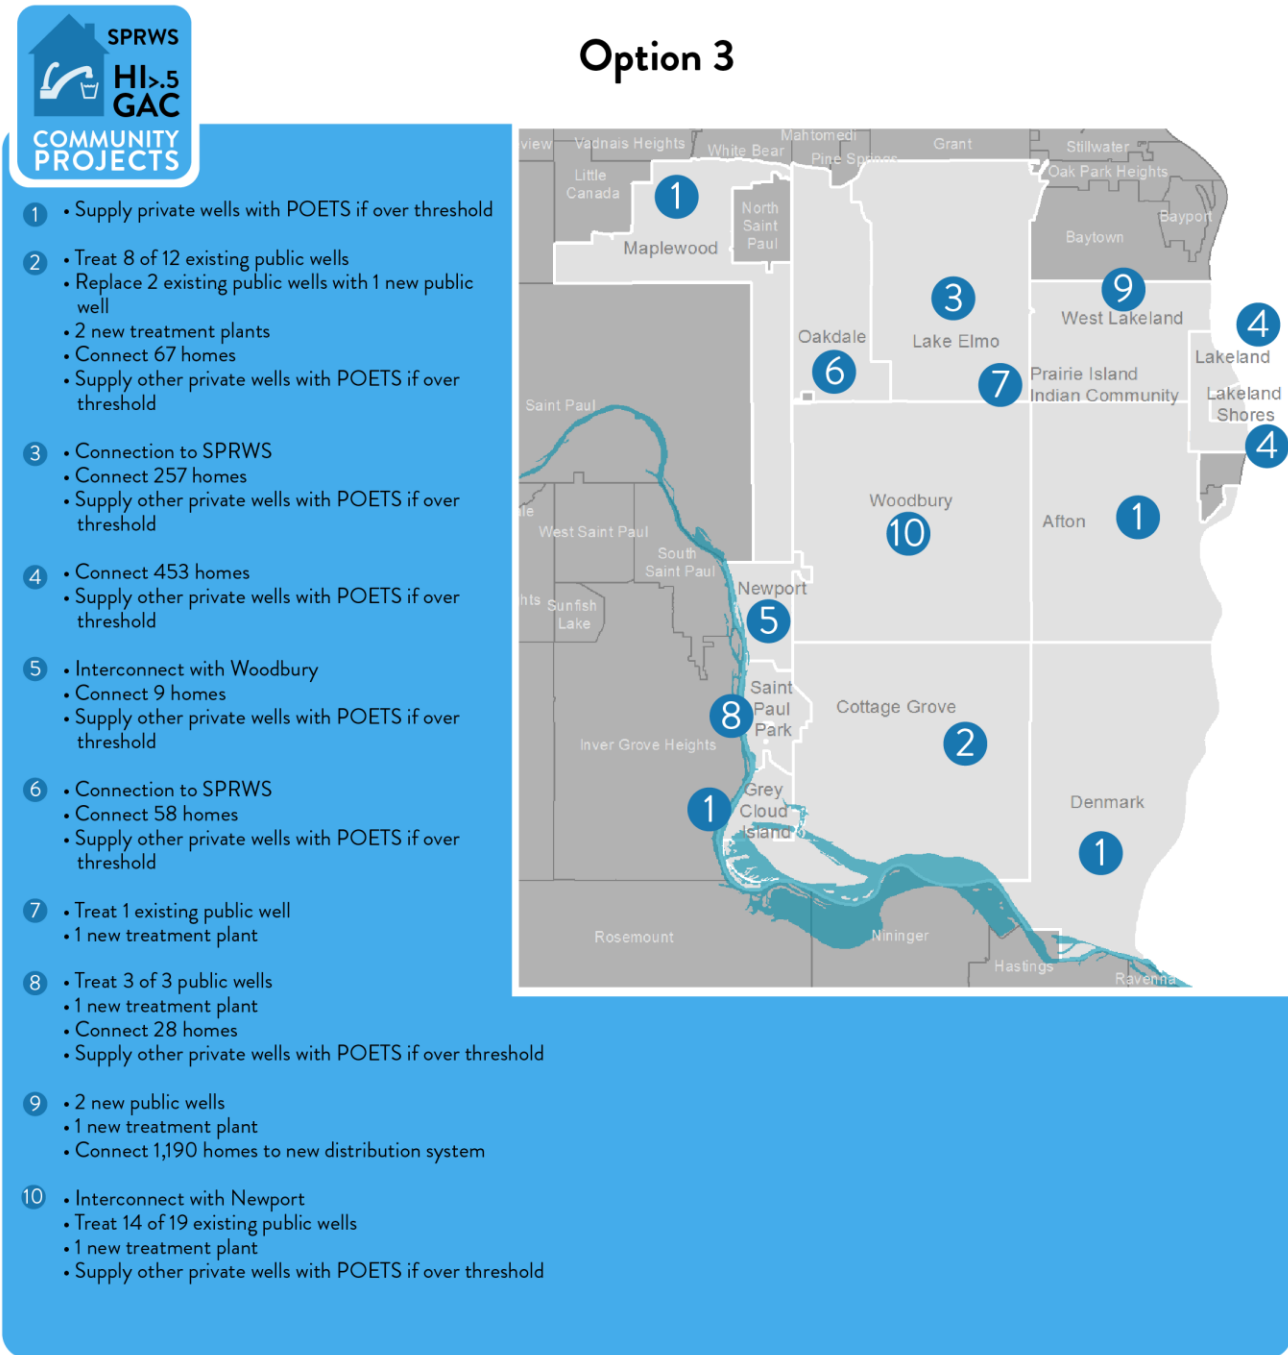 SPRWS
HI>.5
GAC
COMMUNITY
PROJECTS
Option 3
1
• Supply private wells with POETS if over threshold
2
• Treat 8 of 12 existing public wells
• Replace 2 existing public wells with 1 new public
well
• 2 new treatment plants
• Connect 67 homes
• Supply other private wells with POETS if over
threshold
3
• Connection to SPRWS
• Connect 257 homes
• Supply other private wells with POETS if over
threshold
4
• Connect 453 homes
• Supply other private wells with POETS if over
threshold
5
• Interconnect with Woodbury
• Connect 9 homes
• Supply other private wells with POETS if over
threshold
6
• Connection to SPRWS
• Connect 58 homes
• Supply other private wells with POETS if over
threshold
7
• Treat 1 existing public well
• 1 new treatment plant
8
• Treat 3 of 3 public wells
• 1 new treatment plant
• Connect 28 homes
• Supply other private wells with POETS if over threshold
9
• 2 new public wells
• 1 new treatment plant
• Connect 1,190 homes to new distribution system
10
• Interconnect with Newport
• Treat 14 of 19 existing public wells
• 1 new treatment plant
• Supply other private wells with POETS if over threshold
view
Vadnais Heights
White Bear
Mahtomedi
Pine Springs
Grant
Stillwater
Oak Park Heights
Little
Canada
1
North
Saint
Paul
Bayport
Baytown
Maplewood
3
9
West Lakeland
4
Oakdale
Lake Elmo
Lakeland
6
7
Prairie Island
Indian Community
Lakeland
Shores
4
Saint Paul
Woodbury
10
Afton
1
West Saint Paul
South
Saint Paul
Newport
5
hts
Sunfish
Lake
Saint
Paul
Park
8
Cottage Grove
2
Inver Grove Heights
1
Grey
Cloud
Island
Denmark
1
Rosemount
Nininger
Hastings
Ravenna